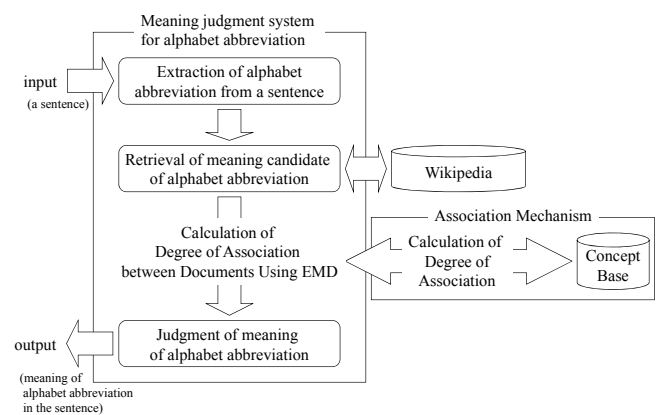 Meaning judgment system
for alphabet abbreviation
input
(a sentence)
Extraction of alphabet
abbreviation from a sentence
Retrieval of meaning candidate
of alphabet abbreviation
Wikipedia
Calculation of
Degree of Association
between Documents Using EMD
Association Mechanism
Calculation of
Degree of
Association
Concept
Base
Judgment of meaning
of alphabet abbreviation
output
(meaning of
alphabet abbreviation
in the sentence)